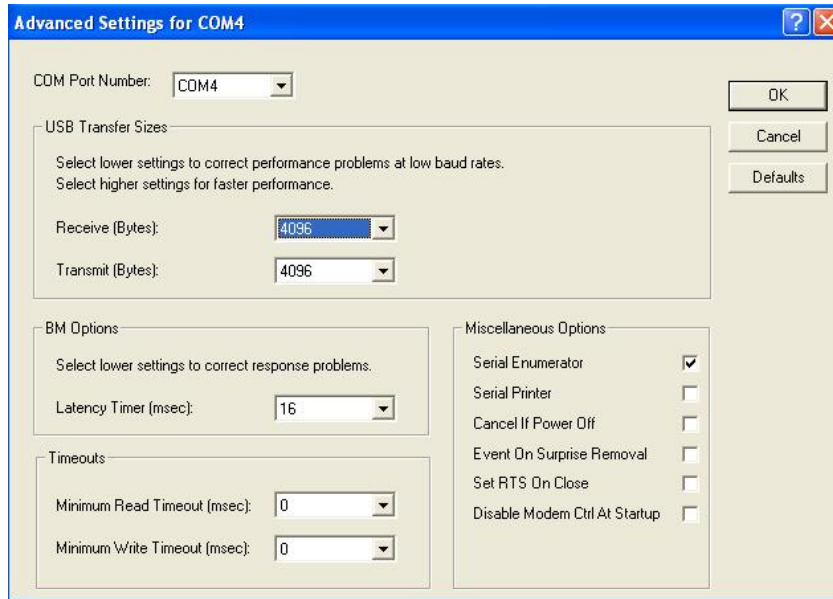 Advanced Settings for COM4
COM Port Number: COM4
OK
Cancel
Defaults
USB Transfer Sizes
Select lower settings to correct performance problems at low baud rates.
Select higher settings for faster performance.
Receive (Bytes): 4096
Transmit (Bytes): 4096
BM Options
Select lower settings to correct response problems.
Latency Timer (msec): 16
Timeouts
Minimum Read Timeout (msec): 0
Minimum Write Timeout (msec): 0
Miscellaneous Options
Serial Enumerator
Serial Printer
Cancel If Power Off
Event On Surprise Removal
Set RTS On Close
Disable Modem Ctrl At Startup